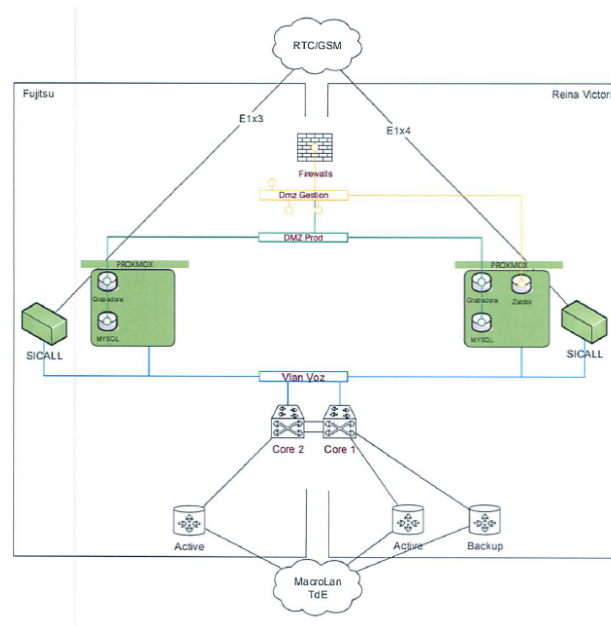 RTC/GSM
Fujitsu
Reina Victori
E1x3
E1x4
Firewalls
Dmz Gestion
DMZ Prod
PROXMOX
PROXMOX
Grabadora
Grabadora
Zabbix
MYSQL
MYSQL
SICALL
SICALL
Vlan Voz
Core 2
Core 1
Active
Active
Backup
MacroLan
TdE